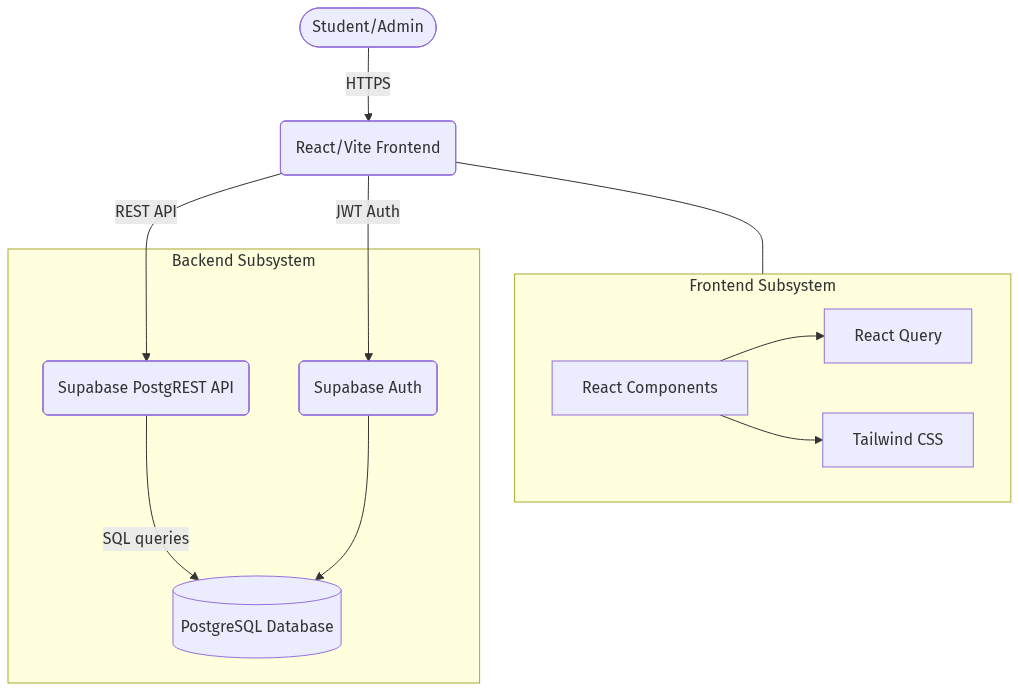 Student/Admin
HTTPS
React/Vite Frontend
REST API
JWT Auth
Backend Subsystem
Supabase PostgREST API
Supabase Auth
SQL queries
PostgreSQL Database
Frontend Subsystem
React Components
React Query
Tailwind CSS